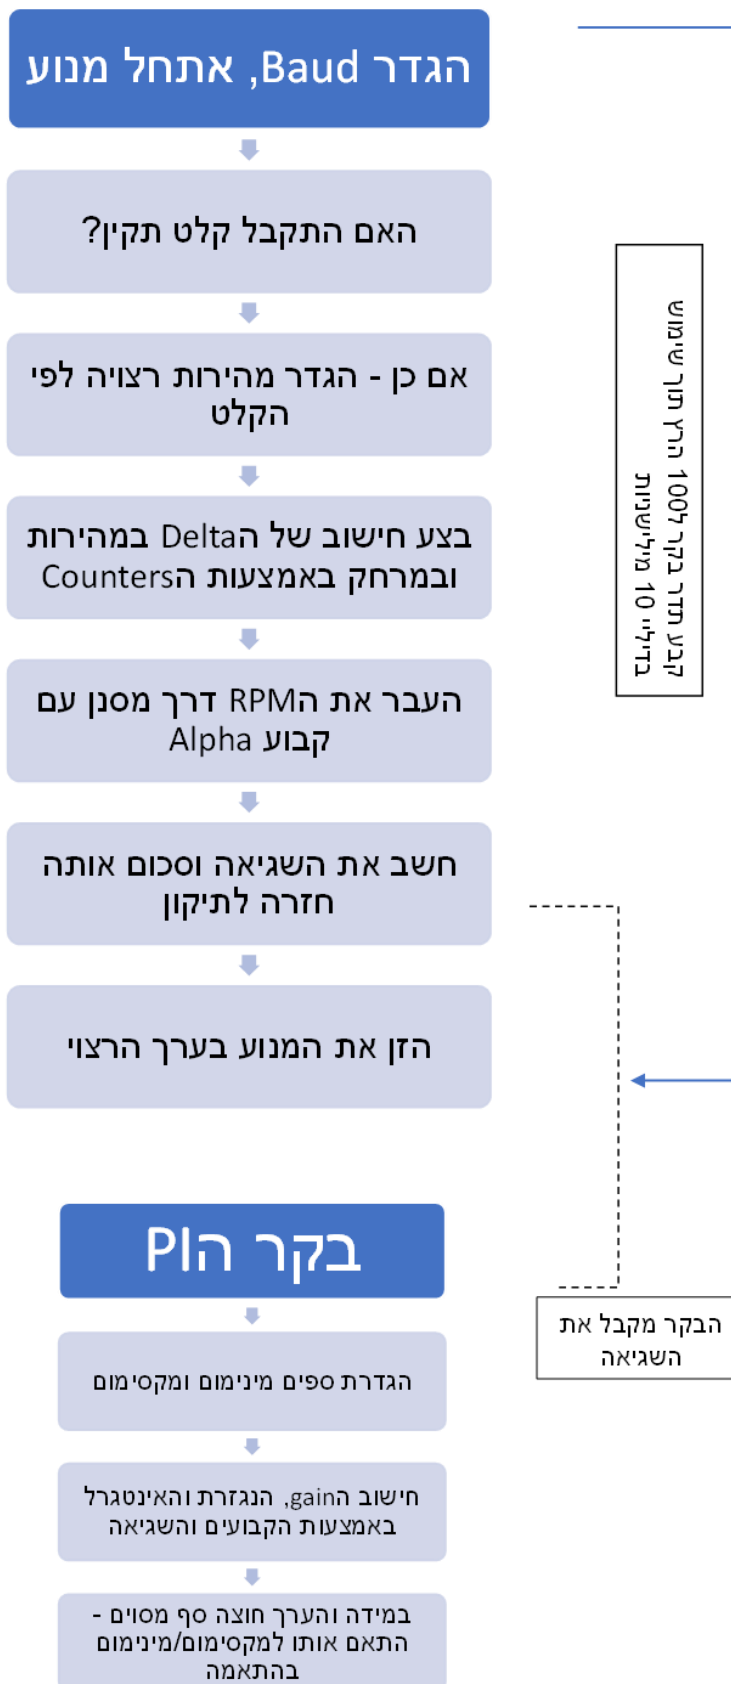 הגדר Baud, אתחל מנוע
האם התקבל קלט תקין?
אם כן - הגדר מהירות רצויה לפי
הקלט
בצע חישוב של הDelta במהירות
ובמרחק באמצעות הCounters
העבר את הRPM דרך מסנן עם
קבוע Alpha
חשב את השגיאה וסכום אותה
חזרה לתיקון
הזן את המנוע בערך הרצוי
הרץ תוך שימוש
קבע תדר בקר ל100
בדיליי 10 מילישניות
בקר הPI
הגדרת ספים מינימום ומקסימום
חישוב הgain, הנגזרת והאינטגרל
באמצעות הקבועים והשגיאה
במידה והערך חוצה סף מסוים -
התאם אותו למקסימום/מינימום
בהתאמה
הבקר מקבל את
השגיאה